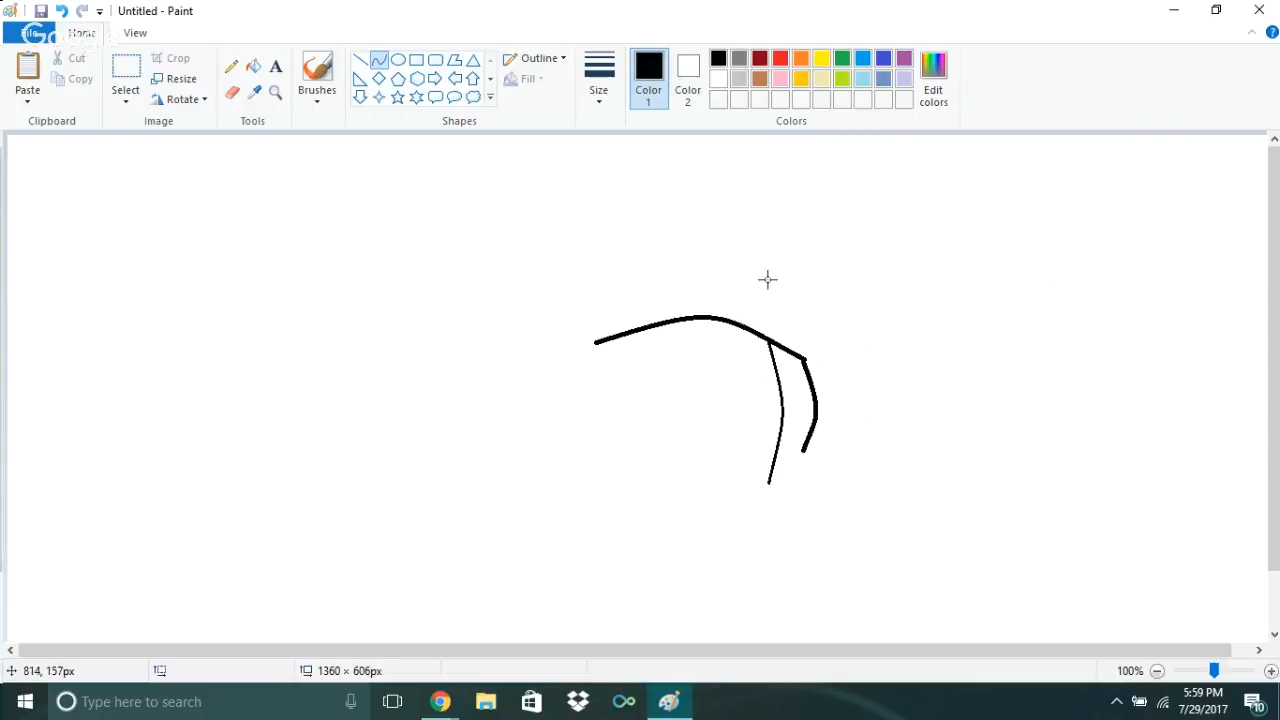 Untitled - Paint
File Home View
Google
Paste
Cut
Copy
Clipboard
Select
Crop
Resize
Rotate
Image
Tools
Brushes
Shapes
Outline
Fill
Size
Color 1
Color 2
Edit colors
Colors
814, 157px
1360 × 606px
100%
Type here to search
5:59 PM
7/29/2017
10